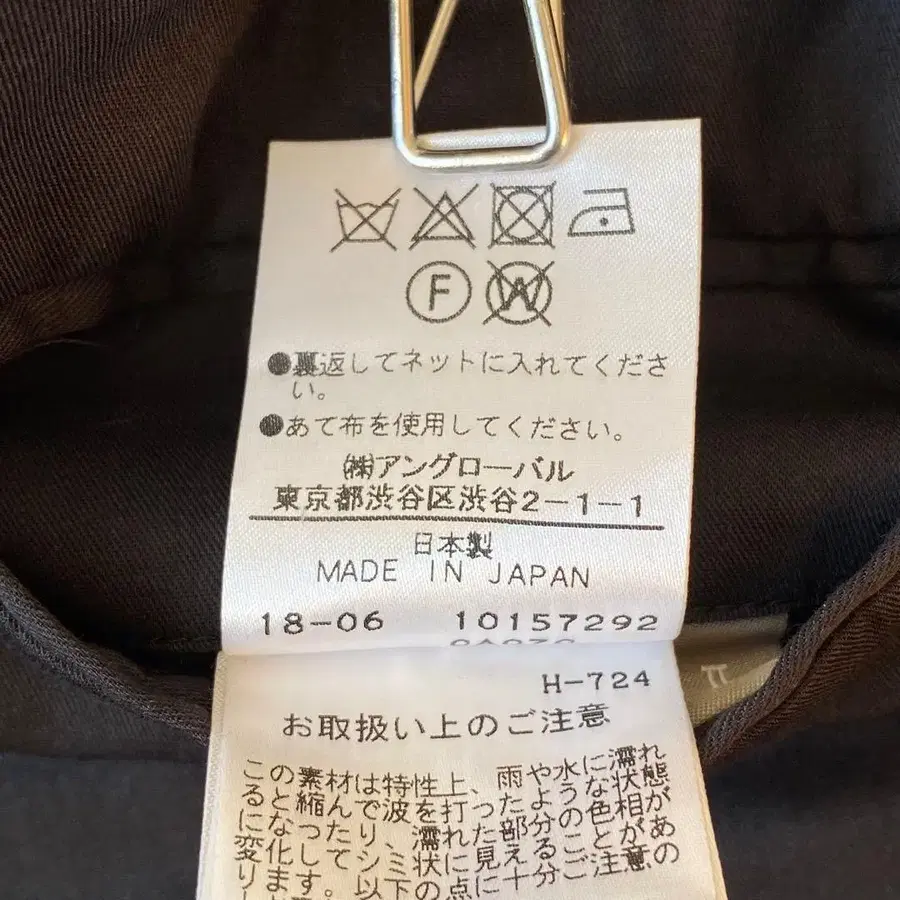 F
W
●裏返してネットに入れてくださ
い。
●あて布を使用してください。
㈱アングローバル
東京都渋谷区渋谷2-1-1
日本製
MADE IN JAPAN
18-06 10157292
H-724
お取扱い上のご注意
この素材は特性上、雨や水に濡れ
ると縮んで波を打ったような状態
になったり、濡れた部分の色相が
変化して、シミ状に見えることがあ
ります。以下の点に十分ご注意の